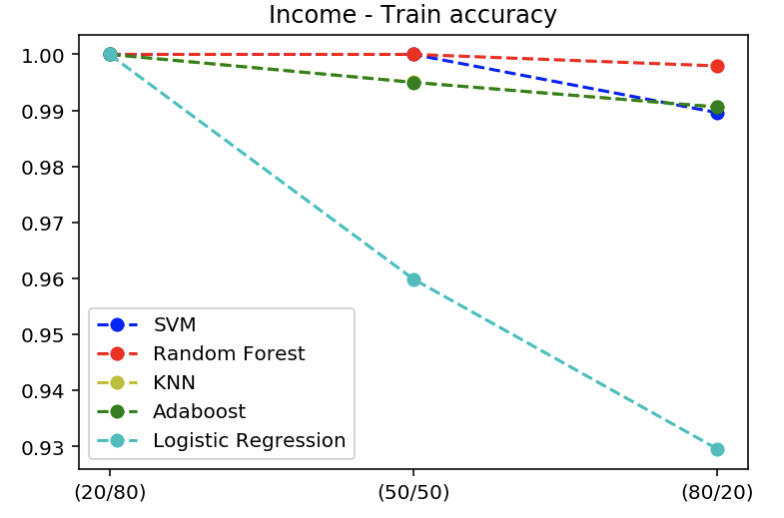 Income - Train accuracy
1.00
0.99
0.98
0.97
0.96
0.95
0.94
0.93
SVM
Random Forest
KNN
Adaboost
Logistic Regression
(20/80) (50/50) (80/20)